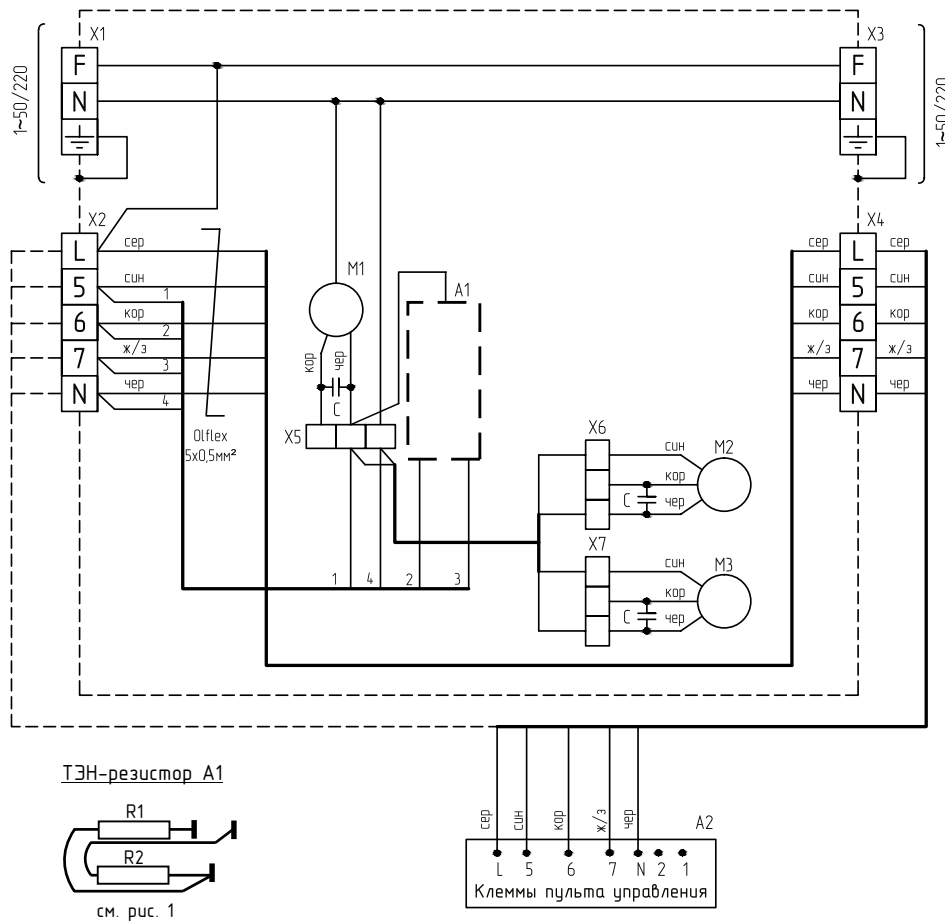 X1
X3
F
F
N
N
1~50/220
1~50/220
X2
X4
L
сер
сер
L
сер
5
син
1
син
5
син
6
кор
2
кор
6
кор
7
ж/з
3
ж/з
7
ж/з
N
чер
4
чер
N
чер
Olflex
5x0,5мм²
M1
A1
кор
чер
C
X5
X6
син
M2
кор
C
чер
X7
син
M3
кор
C
чер
1
4
2
3
ТЭН-резистор А1
R1
R2
см. рис. 1
сер
син
кор
ж/з
чер
A2
L
5
6
7
N
2
1
Клеммы пульта управления